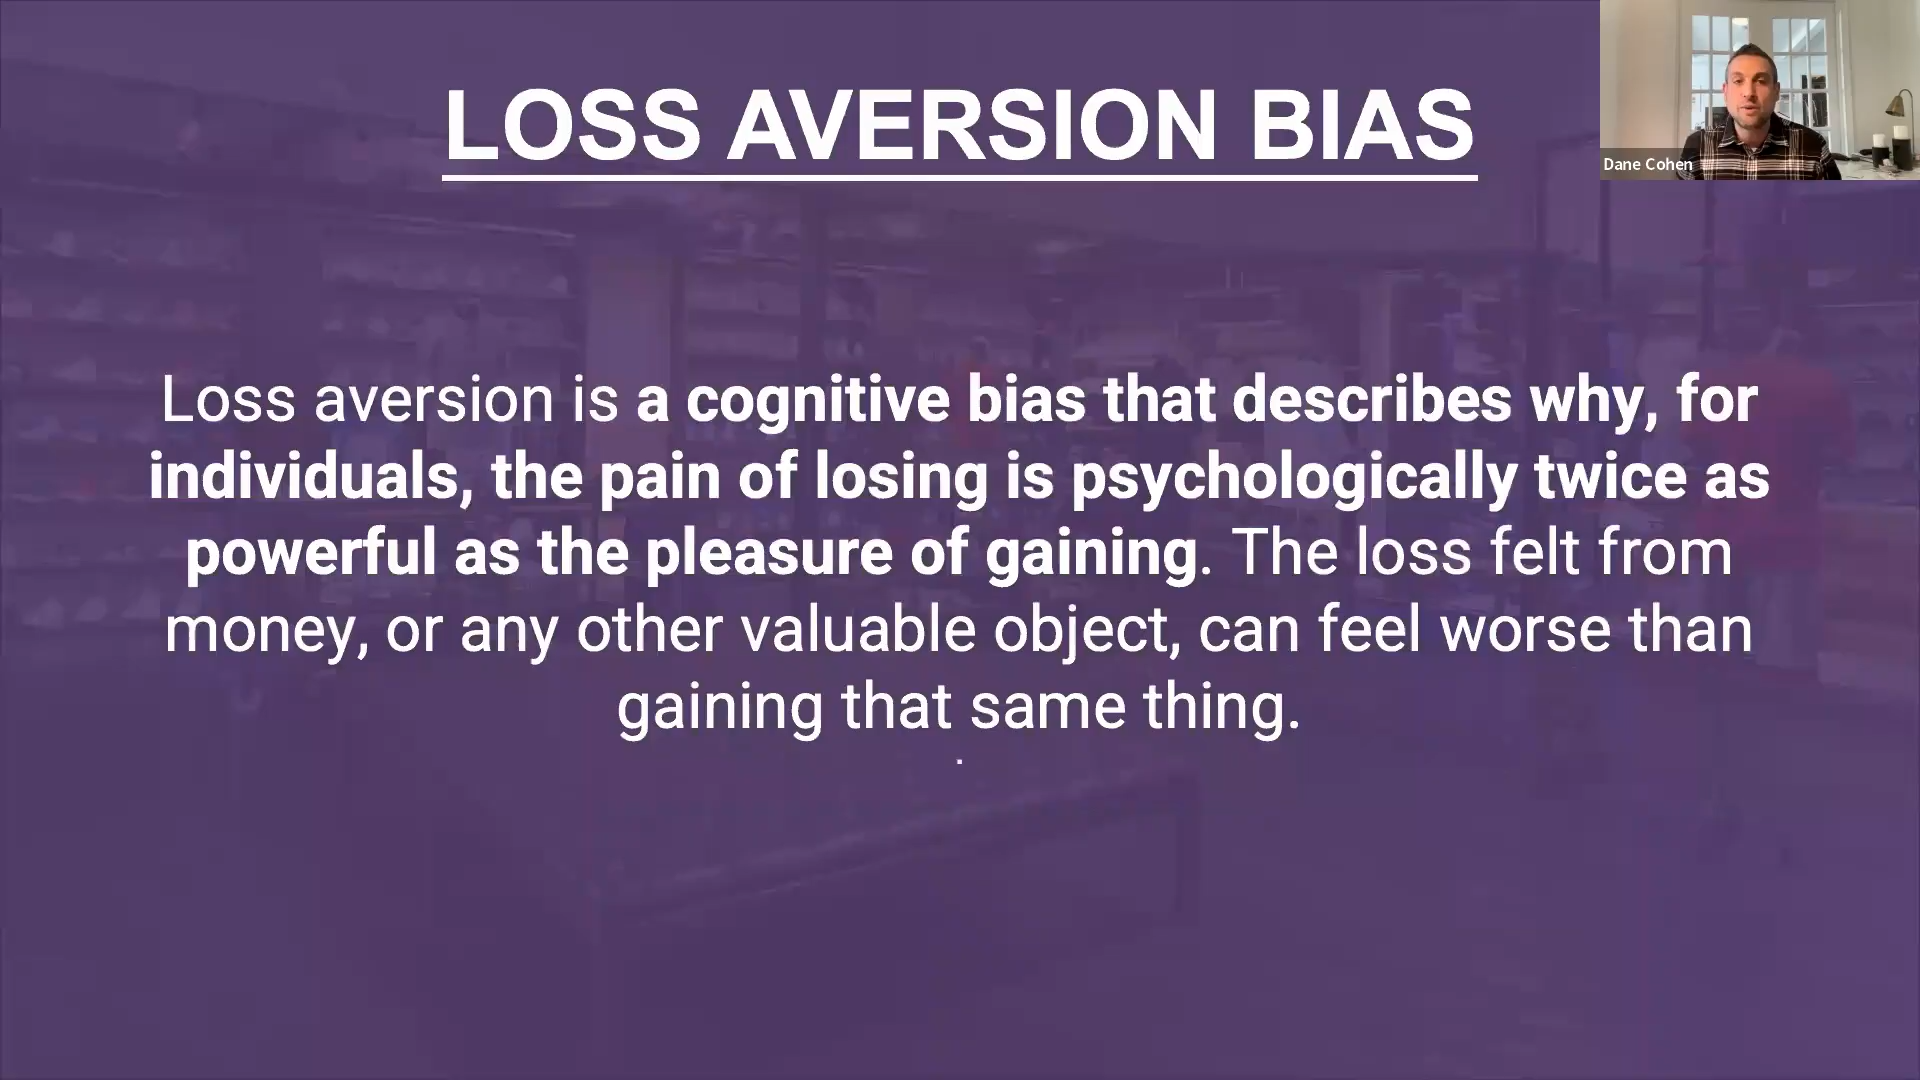 LOSS AVERSION BIAS
Dane Cohen
Loss aversion is a cognitive bias that describes why, for
individuals, the pain of losing is psychologically twice as
powerful as the pleasure of gaining. The loss felt from
money, or any other valuable object, can feel worse than
gaining that same thing.
.